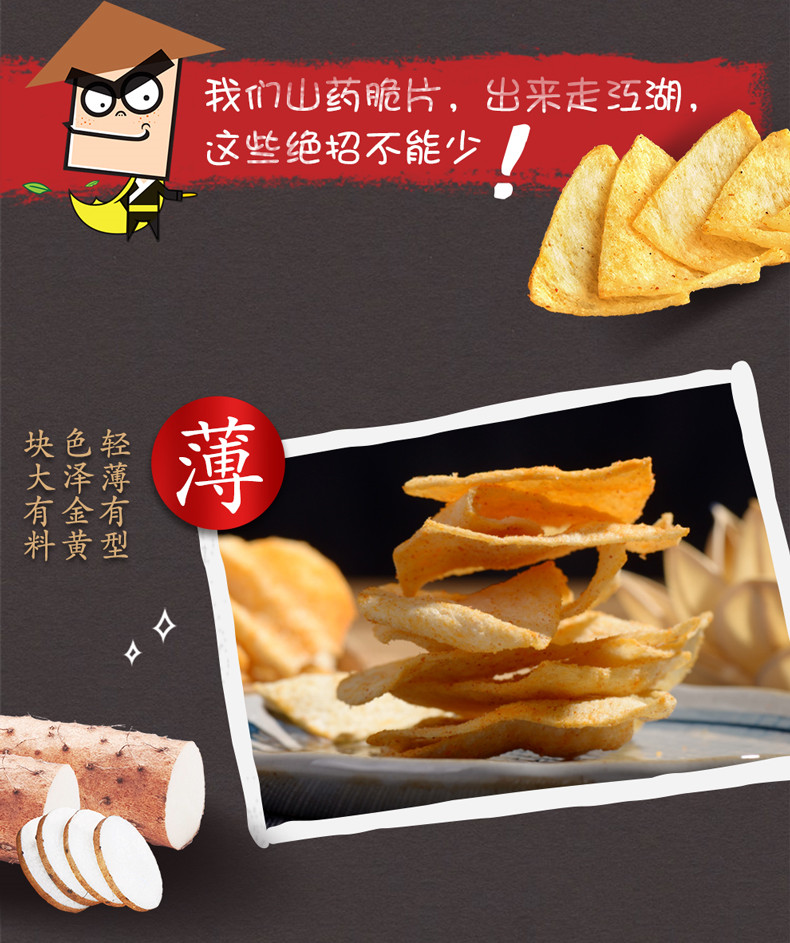 我们山药脆片，出来走江湖，
这些绝招不能少！
薄
轻薄有型
色泽金黄
块大有料